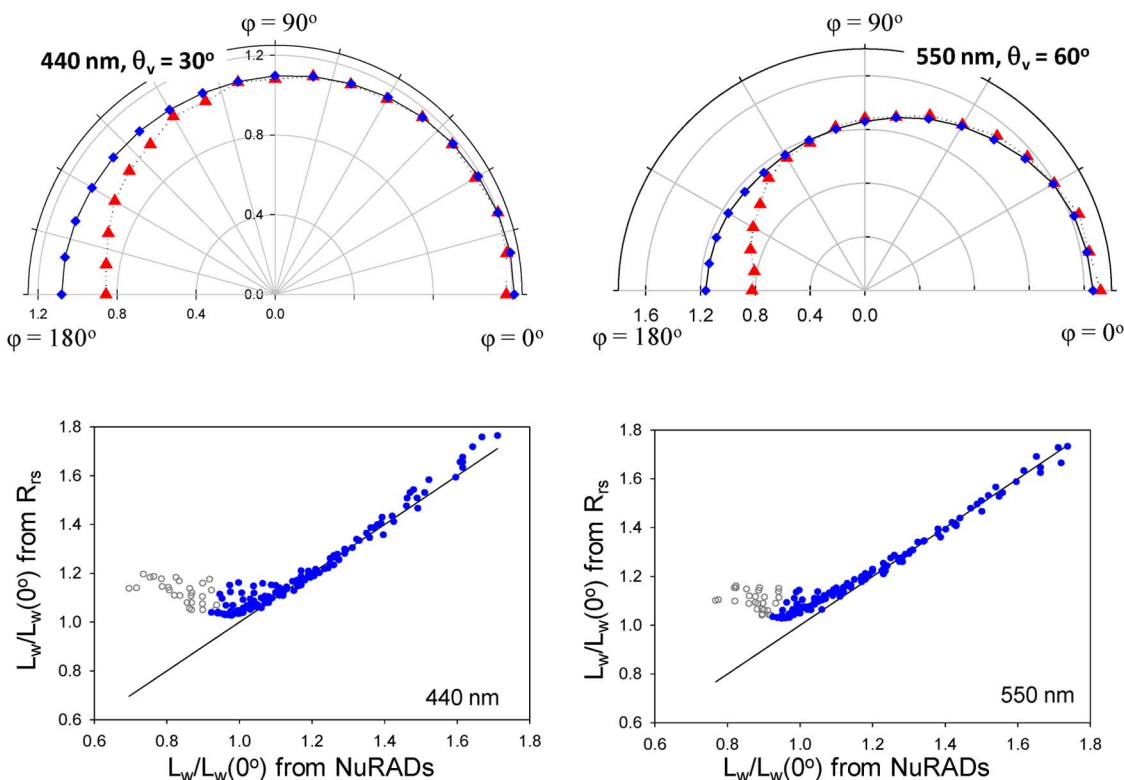 φ = 90°
440 nm, θv = 30°
1.2
0.8
0.4
0.0
1.2 0.8 0.4 0.0
φ = 180° φ = 0°
φ = 90°
550 nm, θv = 60°
1.6 1.2 0.8 0.4 0.0
φ = 180° φ = 0°
Lw/Lw(0°) from Rrs
1.8
1.6
1.4
1.2
1.0
0.8
0.6
440 nm
0.6 0.8 1.0 1.2 1.4 1.6 1.8
Lw/Lw(0°) from NuRADs
Lw/Lw(0°) from Rrs
1.8
1.6
1.4
1.2
1.0
0.8
0.6
550 nm
0.6 0.8 1.0 1.2 1.4 1.6 1.8
Lw/Lw(0°) from NuRADs